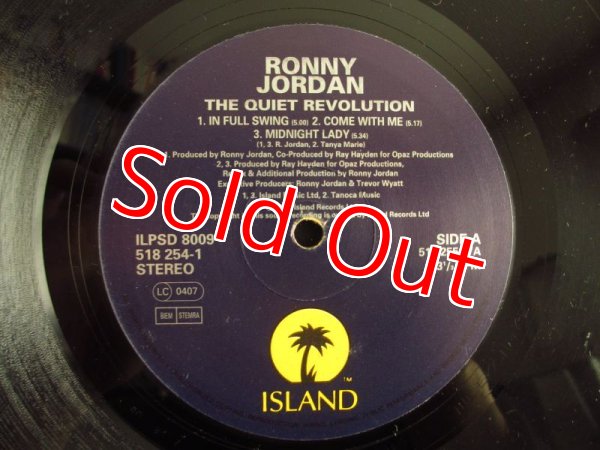 RONNY
JORDAN
THE QUIET REVOLUTION
1. IN FULL SWING (5.00) 2. COME WITH ME (5.17)
3. MIDNIGHT LADY (5.34)
(1, 3. R. Jordan, 2. Tanya Marie)
1. Produced by Ronny Jordan, Co-Produced by Ray Hayden for Opaz Productions
2, 3. Produced by Ray Hayden for Opaz Productions,
& Additional Production by Ronny Jordan
Producers: Ronny Jordan & Trevor Wyatt
1, 3. Island Music Ltd, 2. Tanoca Music
Island Records
Records Ltd
Sold Out
ILPSD 8009
518 254-1
STEREO
SIDE A
LC 0407
BIEM STEMRA
TM
ISLAND